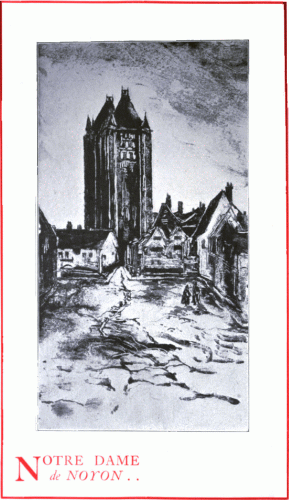 NOTRE DAME
de NOYON . .